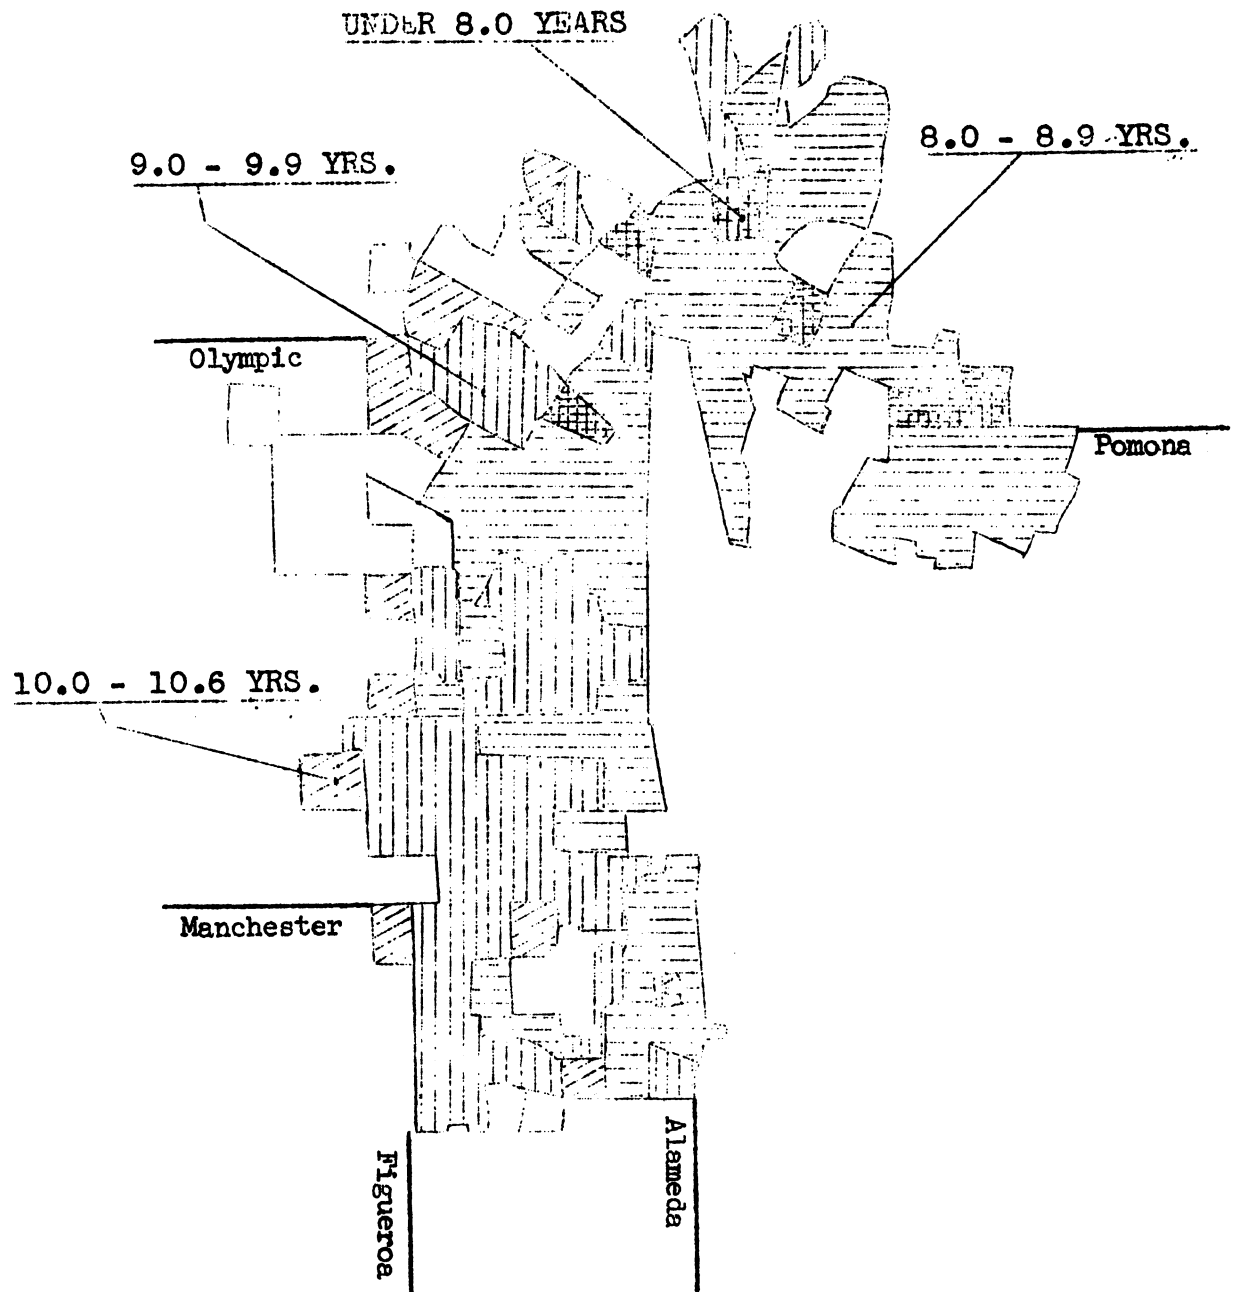 UNDER 8.0 YEARS
8.0 - 8.9 YRS.
9.0 - 9.9 YRS.
Olympic
Pomona
10.0 - 10.6 YRS.
Manchester
Alameda
Figueroa